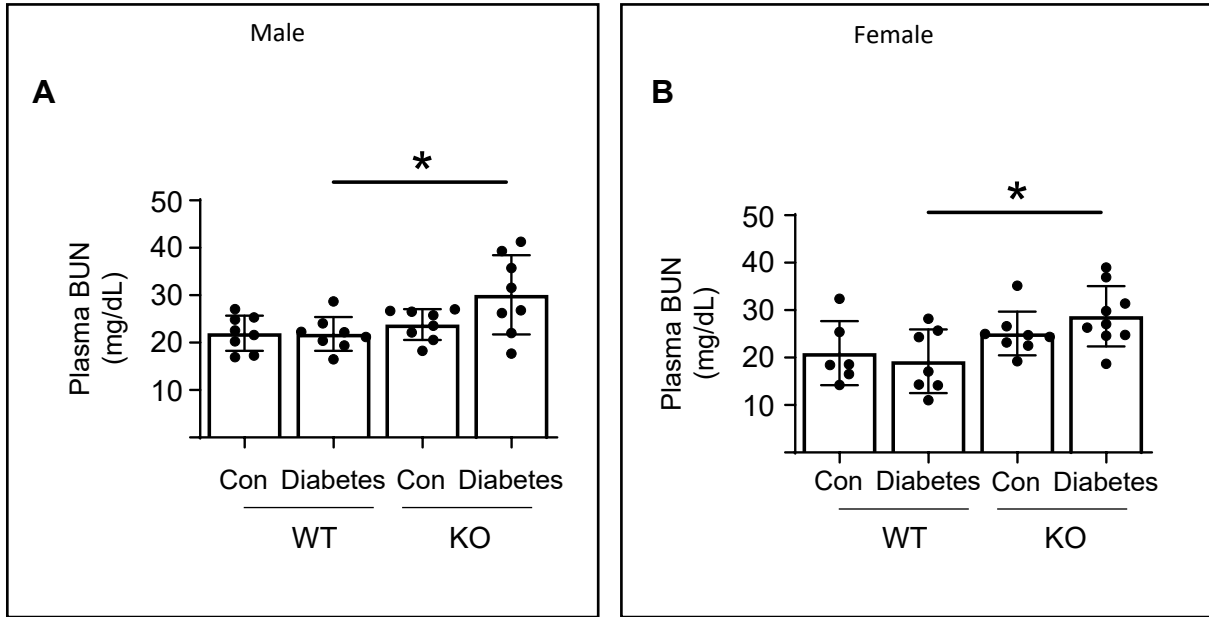 Male
A
*
Plasma BUN
(mg/dL)
50
40
30
20
10
Con Diabetes Con Diabetes
WT KO
Female
B
*
Plasma BUN
(mg/dL)
50
40
30
20
10
Con Diabetes Con Diabetes
WT KO